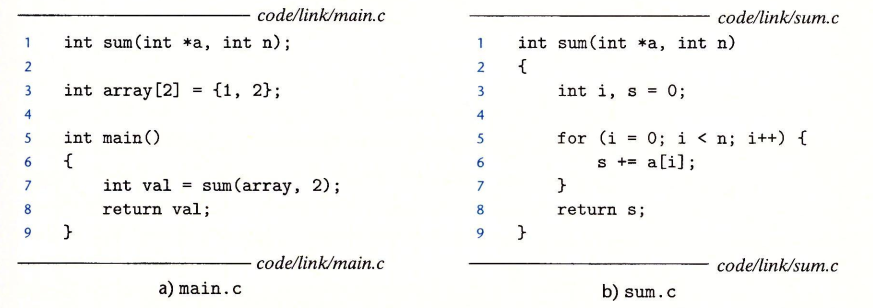 code/link/main.c
1 int sum(int *a, int n);
2
3 int array[2] = {1, 2};
4
5 int main()
6 {
7 int val = sum(array, 2);
8 return val;
9 }
code/link/main.c
a) main.c
code/link/sum.c
1 int sum(int *a, int n)
2 {
3 int i, s = 0;
4
5 for (i = 0; i < n; i++) {
6 s += a[i];
7 }
8 return s;
9 }
code/link/sum.c
b) sum.c